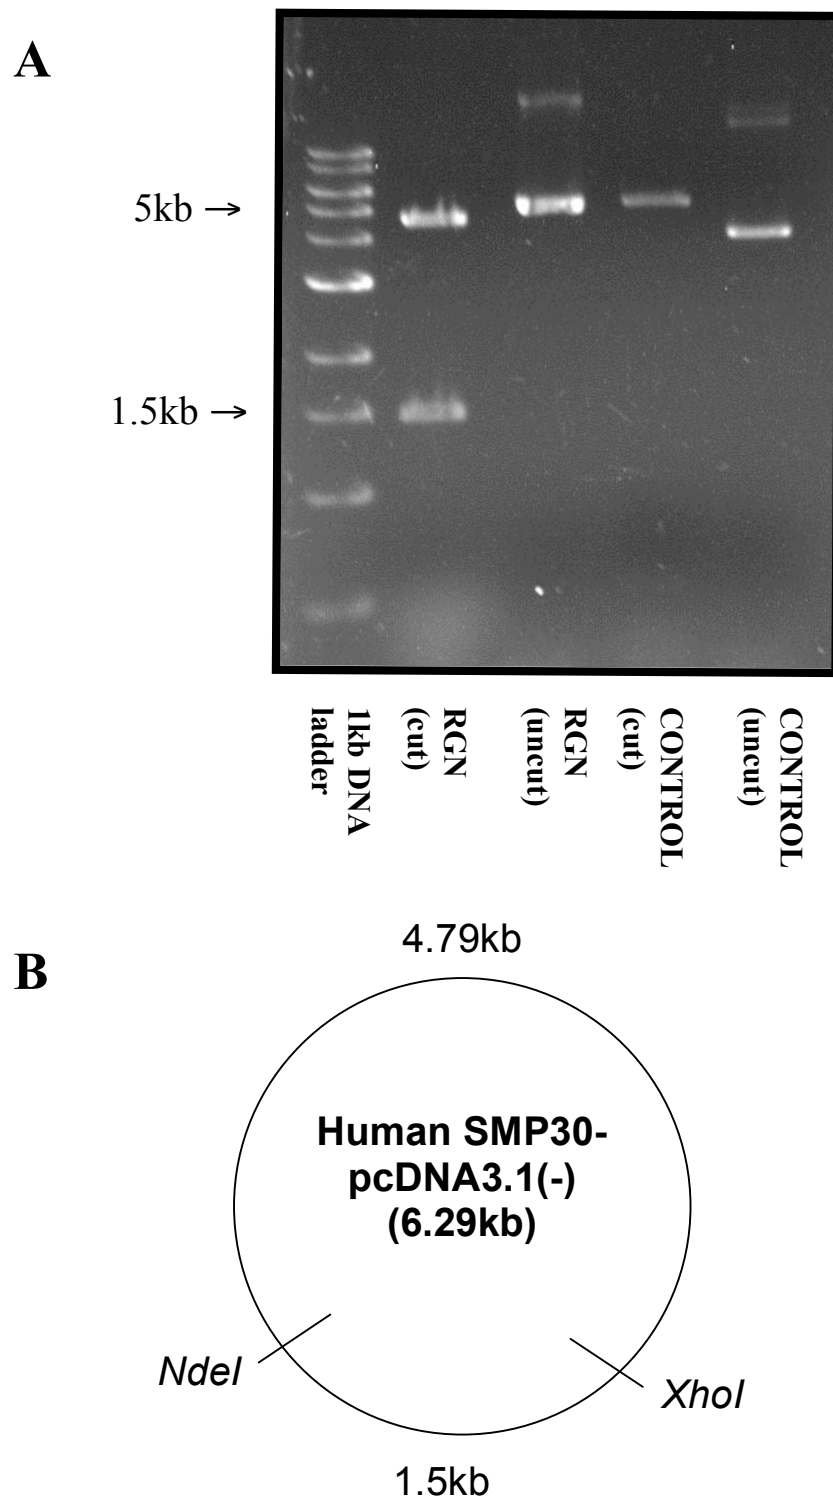 A
5kb →
1.5kb →
1kb DNA
ladder
RGN
(cut)
RGN
(uncut)
CONTROL
(cut)
CONTROL
(uncut)
B
4.79kb
Human SMP30-
pcDNA3.1(-)
(6.29kb)
NdeI
XhoI
1.5kb